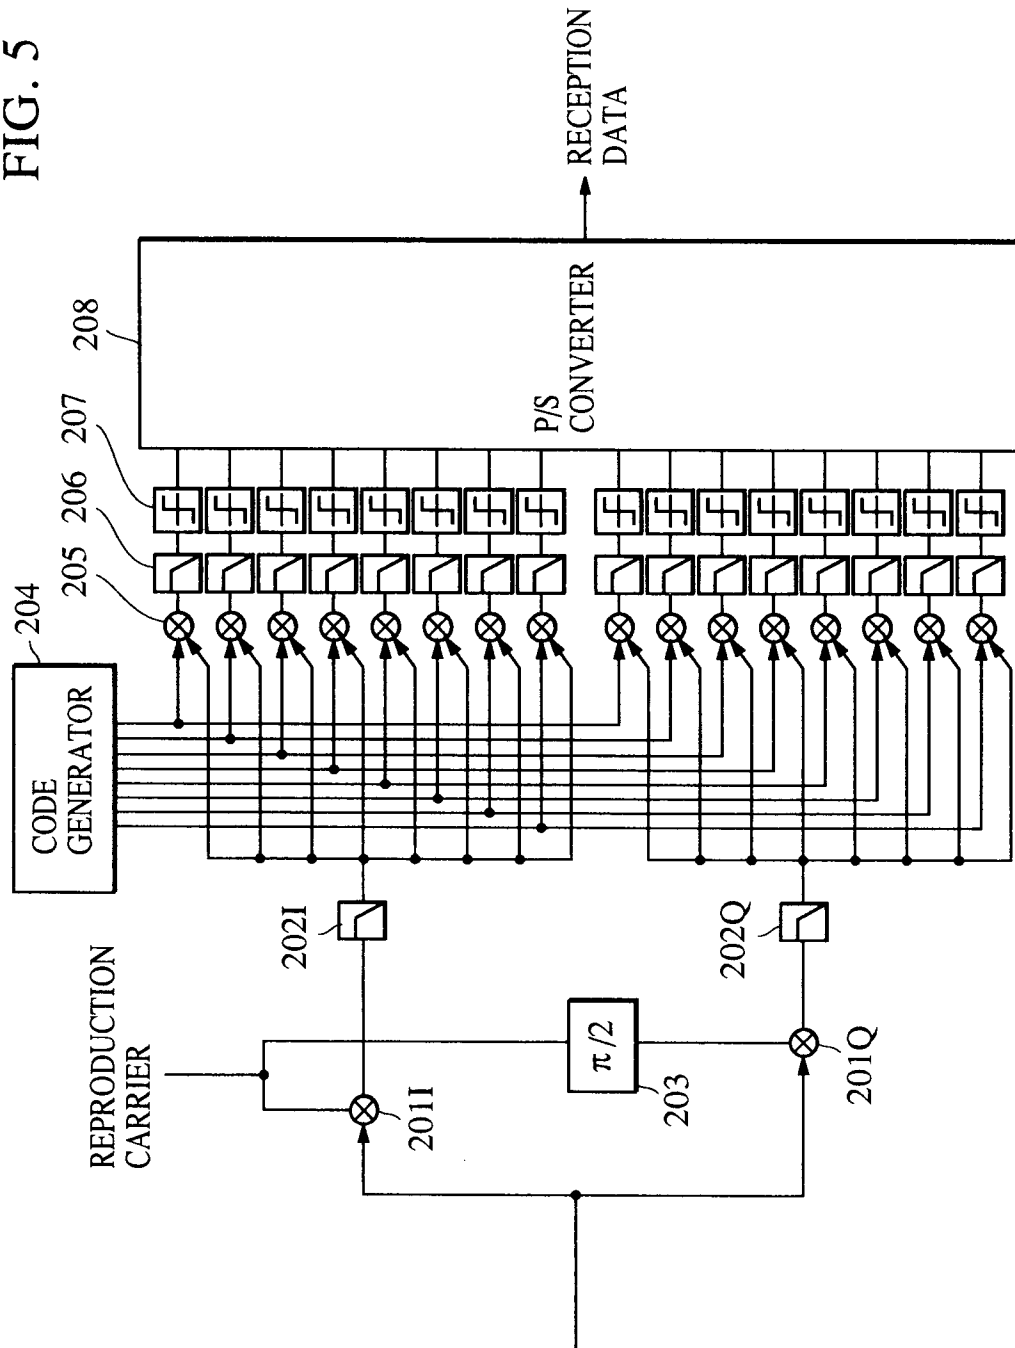 FIG. 5
204
CODE
GENERATOR
205
206
207
208
P/S
CONVERTER
RECEPTION
DATA
REPRODUCTION
CARRIER
201I
202I
π/2
203
201Q
202Q